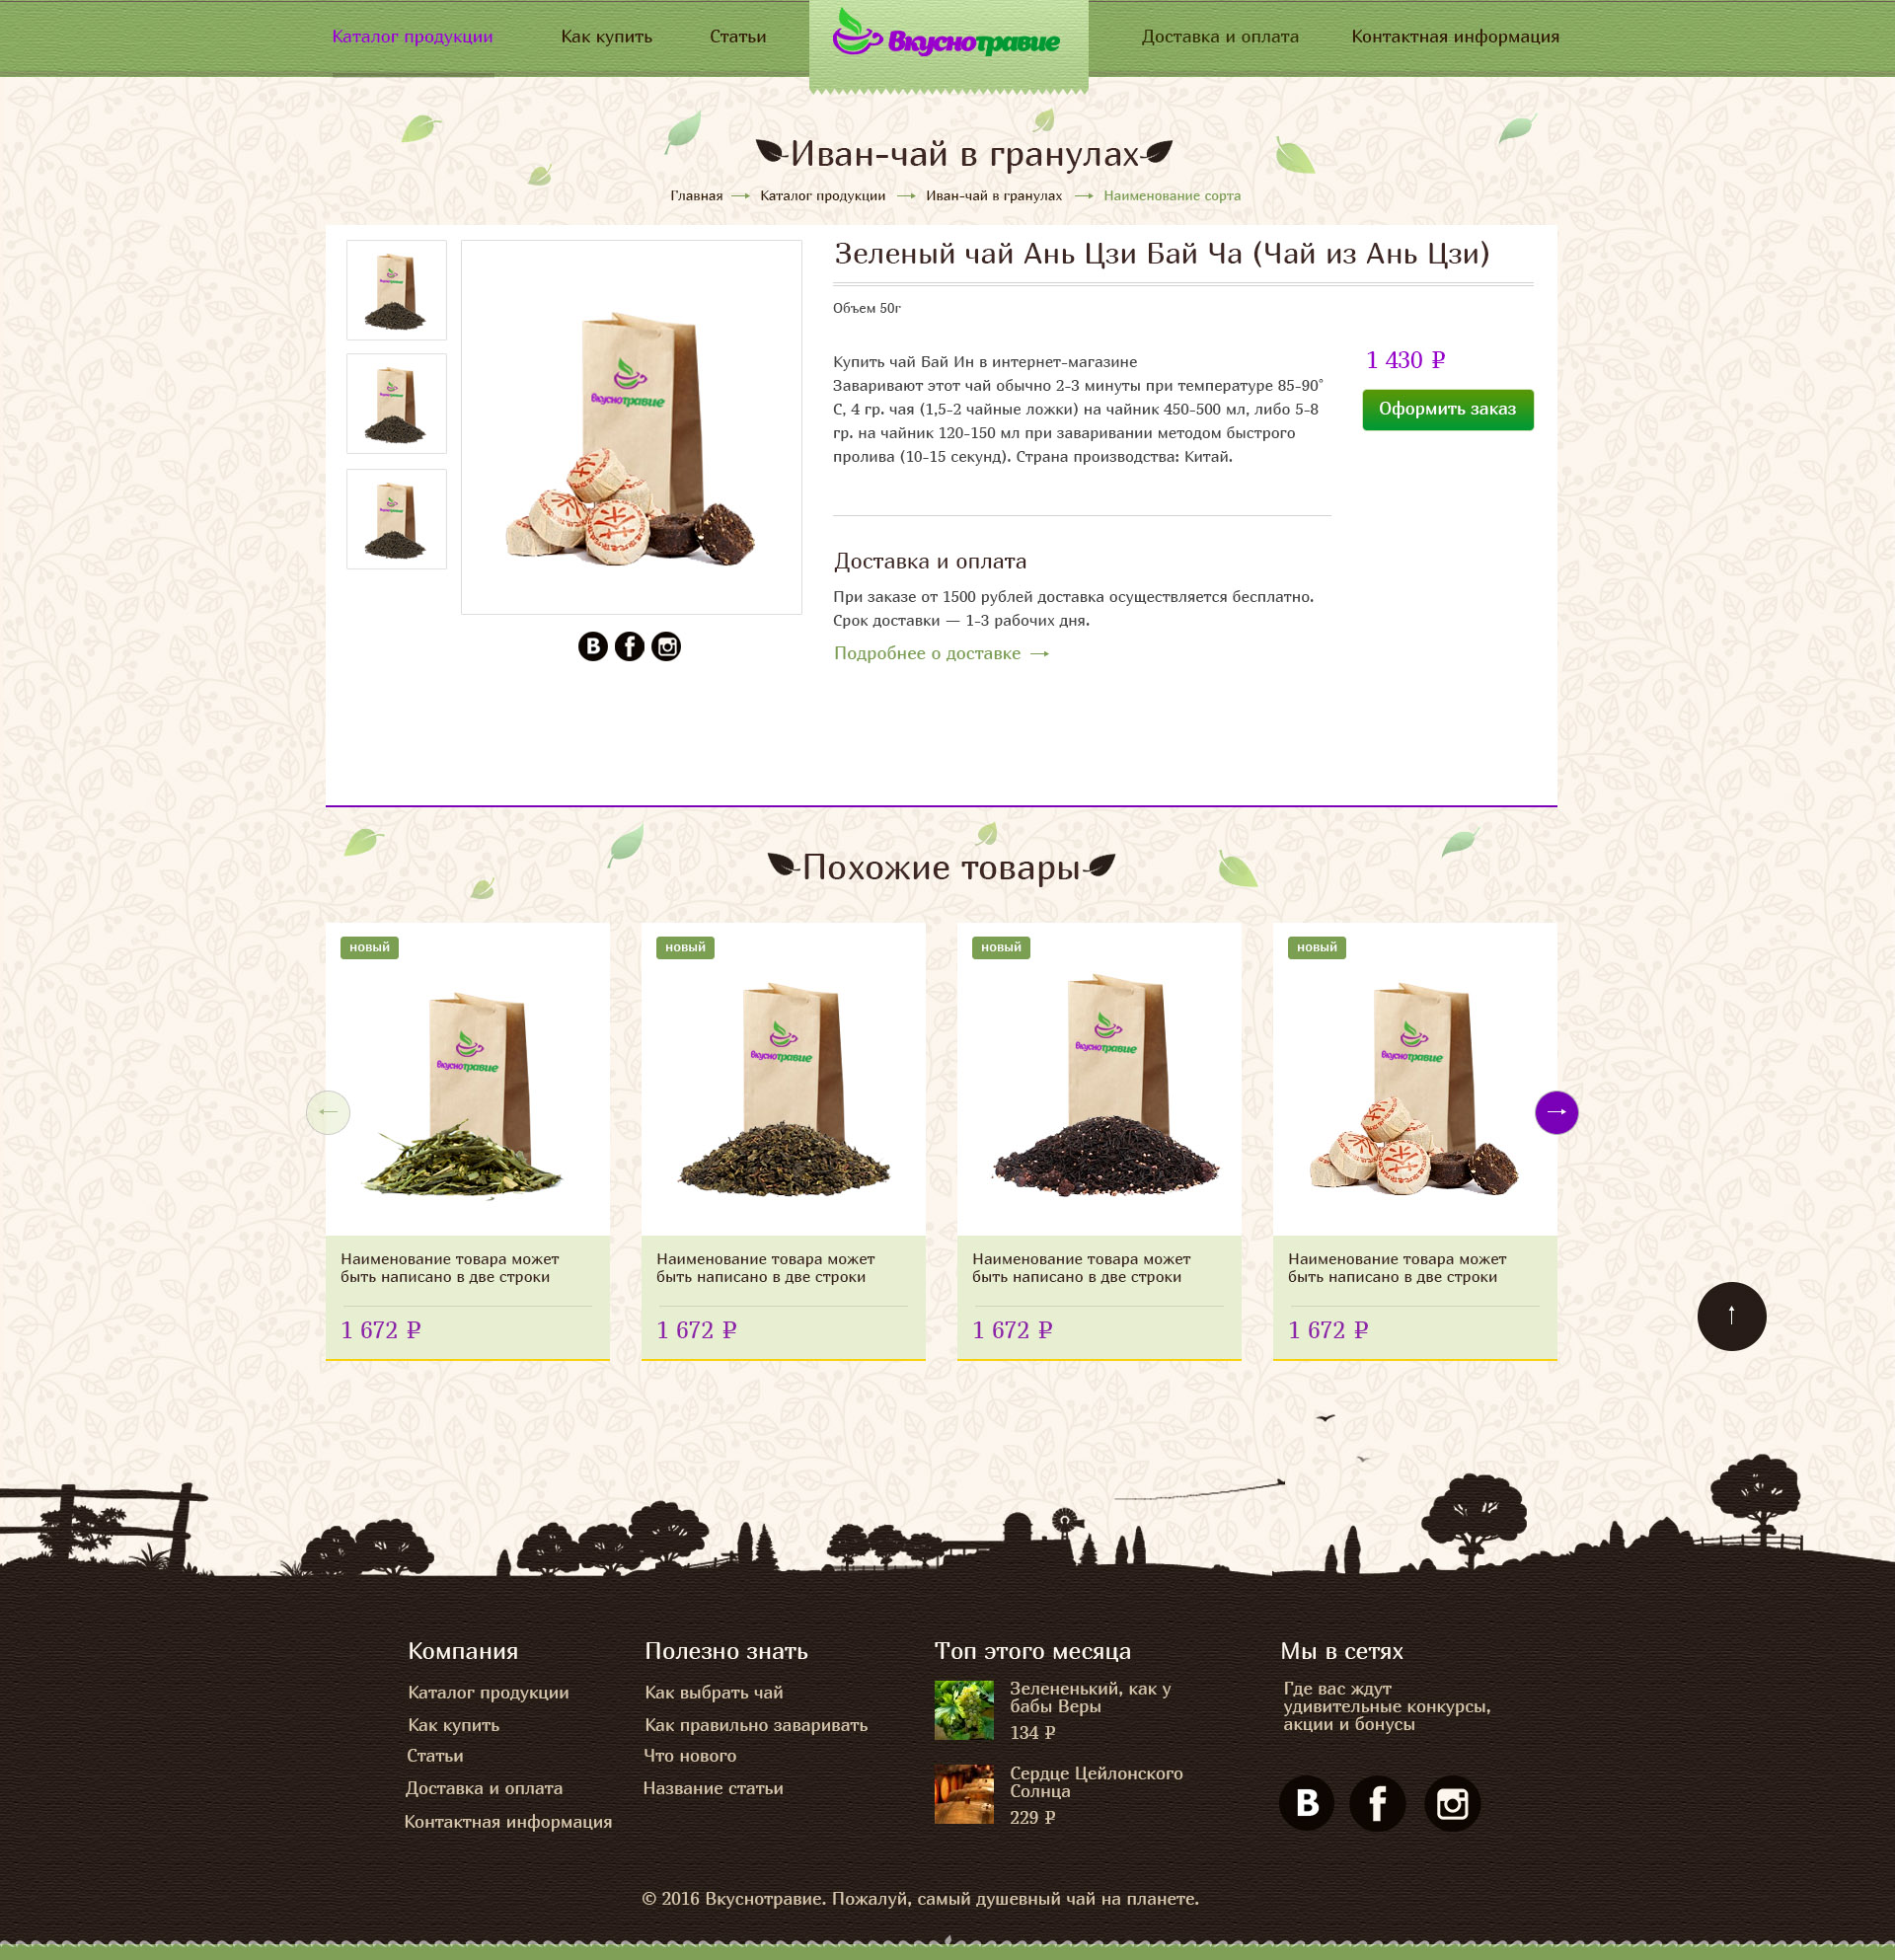 Каталог продукции
Как купить
Статьи
Вкуснотравие
Доставка и оплата
Контактная информация
Иван-чай в гранулах
Главная
Каталог продукции
Иван-чай в гранулах
Наименование сорта
Зеленый чай Ань Цзи Бай Ча (Чай из Ань Цзи)
Объем 50г
Купить чай Бай Ин в интернет-магазине
Заваривают этот чай обычно 2-3 минуты при температуре 85-90°
С, 4 гр. чая (1,5-2 чайные ложки) на чайник 450-500 мл, либо 5-8
гр. на чайник 120-150 мл при заваривании методом быстрого
пролива (10-15 секунд). Страна производства: Китай.
1 430 ₽
Оформить заказ
Вкуснотравие
Доставка и оплата
При заказе от 1500 рублей доставка осуществляется бесплатно.
Срок доставки — 1-3 рабочих дня.
Подробнее о доставке
Похожие товары
новый
новый
новый
новый
Вкуснотравие
Вкуснотравие
Вкуснотравие
Вкуснотравие
Наименование товара может
быть написано в две строки
1 672 ₽
Наименование товара может
быть написано в две строки
1 672 ₽
Наименование товара может
быть написано в две строки
1 672 ₽
Наименование товара может
быть написано в две строки
1 672 ₽
Компания
Каталог продукции
Как купить
Статьи
Доставка и оплата
Контактная информация
Полезно знать
Как выбрать чай
Как правильно заваривать
Что нового
Название статьи
Топ этого месяца
Зелененький, как у
бабы Веры
134 ₽
Сердце Цейлонского
Солнца
229 ₽
Мы в сетях
Где вас ждут
удивительные конкурсы,
акции и бонусы
© 2016 Вкуснотравие. Пожалуй, самый душевный чай на планете.